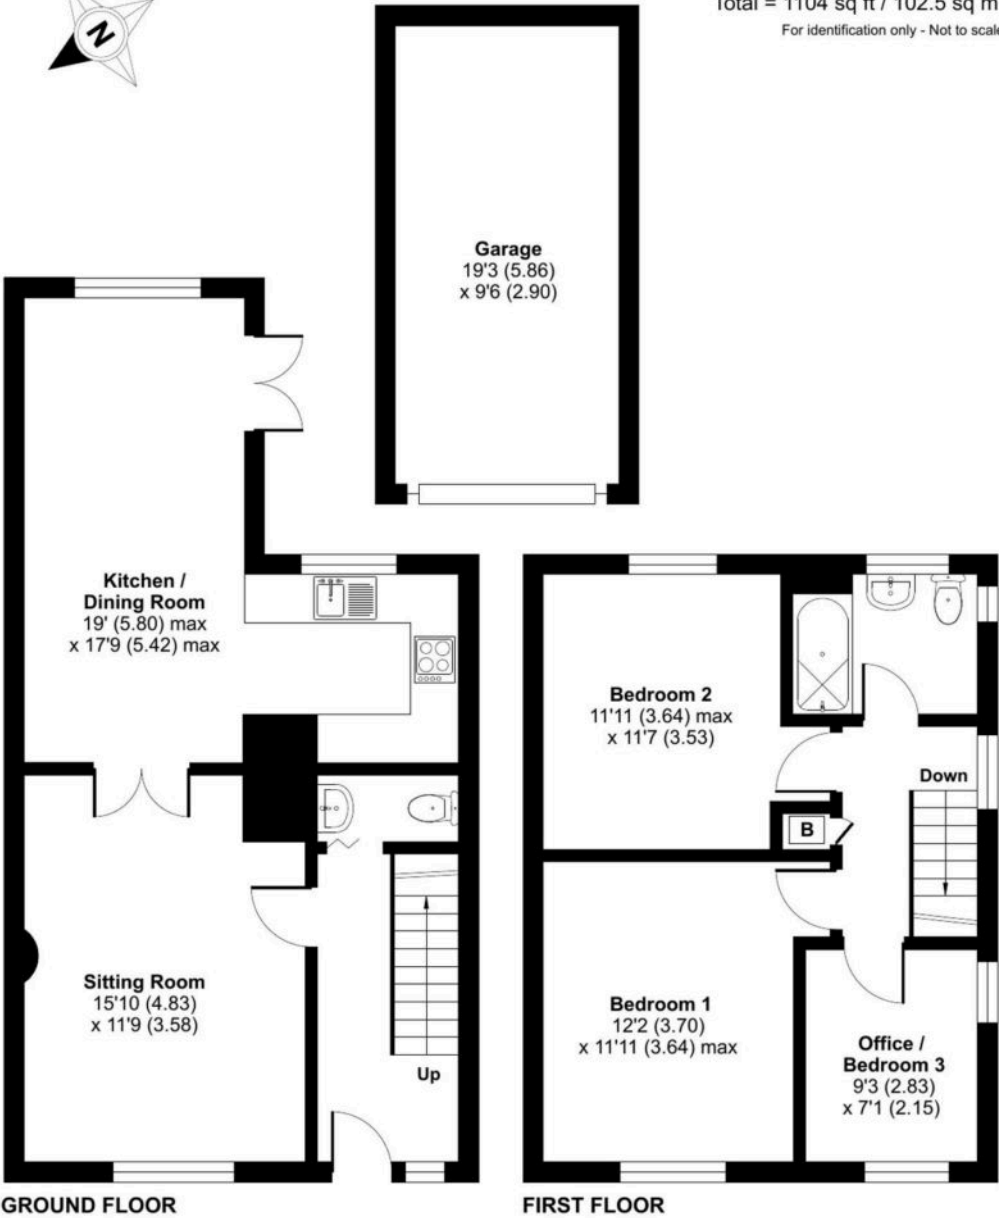 Total = 1104 sq ft / 102.5 sq m
For identification only - Not to scale
N
Garage
19'3 (5.86)
x 9'6 (2.90)
Kitchen /
Dining Room
19' (5.80) max
x 17'9 (5.42) max
Bedroom 2
11'11 (3.64) max
x 11'7 (3.53)
Down
B
Sitting Room
15'10 (4.83)
x 11'9 (3.58)
Bedroom 1
12'2 (3.70)
x 11'11 (3.64) max
Office /
Bedroom 3
9'3 (2.83)
x 7'1 (2.15)
Up
GROUND FLOOR
FIRST FLOOR